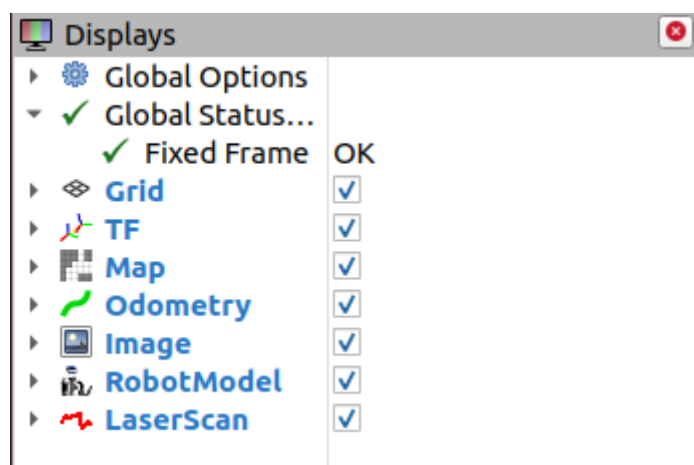 Displays
Global Options
Global Status...
Fixed Frame OK
Grid
TF
Map
Odometry
Image
RobotModel
LaserScan